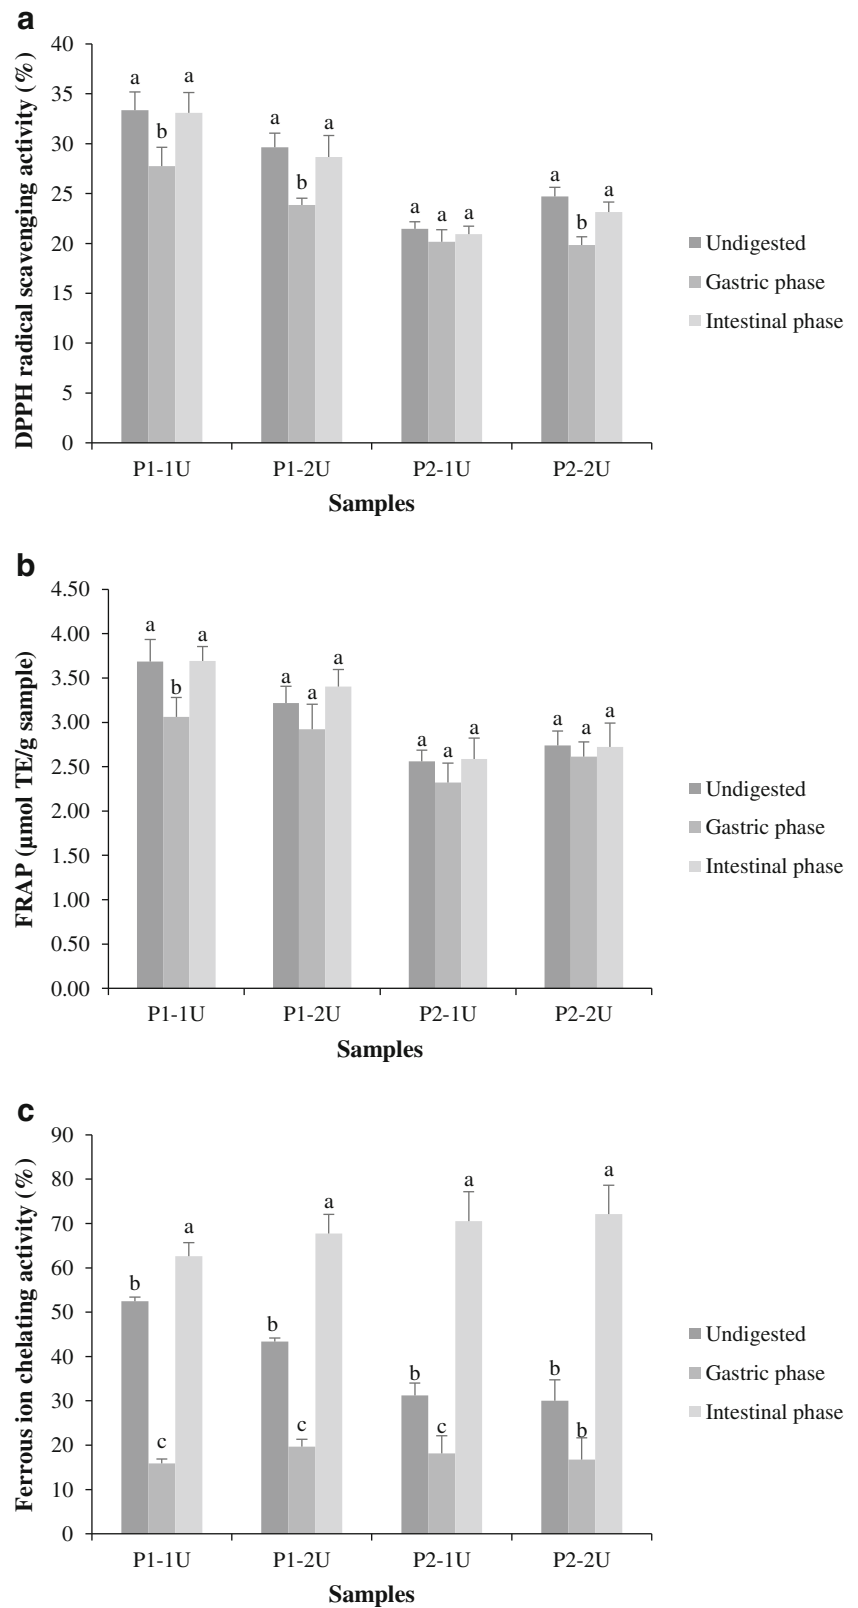 a
DPPH radical scavenging activity (%)
40
35
30
25
20
15
10
5
0
a
b
a
a
b
a
a
a
a
a
b
a
P1-1U P1-2U P2-1U P2-2U
Samples
Undigested
Gastric phase
Intestinal phase
b
FRAP (µmol TE/g sample)
4.50
4.00
3.50
3.00
2.50
2.00
1.50
1.00
0.50
0.00
a
b
a
a
a
a
a
a
a
a
a
a
P1-1U P1-2U P2-1U P2-2U
Samples
Undigested
Gastric phase
Intestinal phase
c
Ferrous ion chelating activity (%)
90
80
70
60
50
40
30
20
10
0
b
c
a
b
c
a
b
c
a
b
b
a
P1-1U P1-2U P2-1U P2-2U
Samples
Undigested
Gastric phase
Intestinal phase